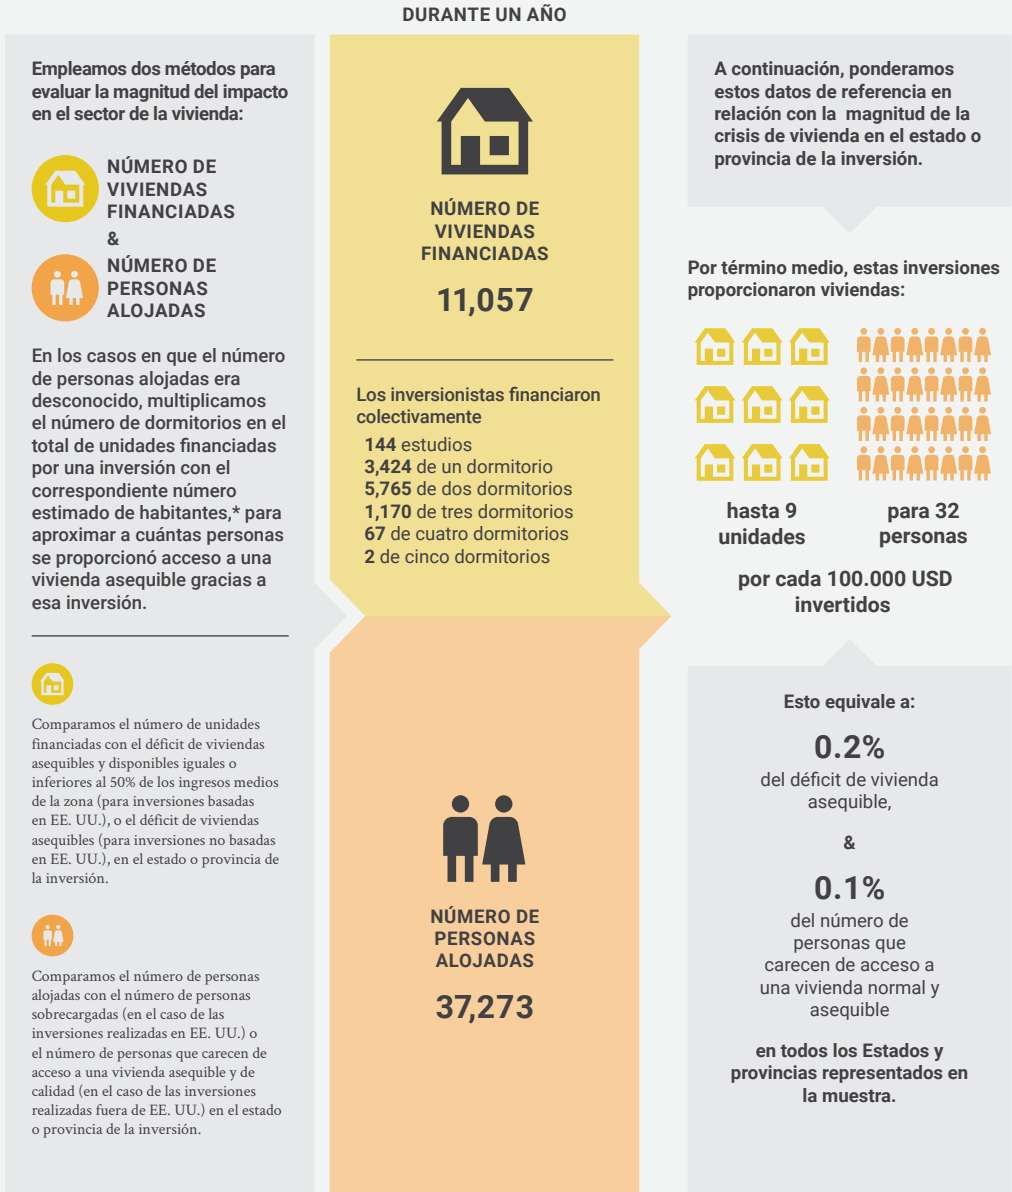 DURANTE UN AÑO
Empleamos dos métodos para
evaluar la magnitud del impacto
en el sector de la vivienda:
NÚMERO DE
VIVIENDAS
FINANCIADAS
&
NÚMERO DE
PERSONAS
ALOJADAS
En los casos en que el número
de personas alojadas era
desconocido, multiplicamos
el número de dormitorios en el
total de unidades financiadas
por una inversión con el
correspondiente número
estimado de habitantes,* para
aproximar a cuántas personas
se proporcionó acceso a una
vivienda asequible gracias a
esa inversión.
Comparamos el número de unidades
financiadas con el déficit de viviendas
asequibles y disponibles iguales o
inferiores al 50% de los ingresos medios
de la zona (para inversiones basadas
en EE. UU.), o el déficit de viviendas
asequibles (para inversiones no basadas
en EE. UU.), en el estado o provincia de
la inversión.
Comparamos el número de personas
alojadas con el número de personas
sobrecargadas (en el caso de las
inversiones realizadas en EE. UU.) o
el número de personas que carecen de
acceso a una vivienda asequible y de
calidad (en el caso de las inversiones
realizadas fuera de EE. UU.) en el estado
o provincia de la inversión.
NÚMERO DE
VIVIENDAS
FINANCIADAS
11,057
Los inversionistas financiaron
colectivamente
144 estudios
3,424 de un dormitorio
5,765 de dos dormitorios
1,170 de tres dormitorios
67 de cuatro dormitorios
2 de cinco dormitorios
NÚMERO DE
PERSONAS
ALOJADAS
37,273
A continuación, ponderamos
estos datos de referencia en
relación con la  magnitud de la
crisis de vivienda en el estado o
provincia de la inversión.
Por término medio, estas inversiones
proporcionaron viviendas:
hasta 9
unidades
para 32
personas
por cada 100.000 USD
invertidos
Esto equivale a:
0.2%
del déficit de vivienda
asequible,
&
0.1%
del número de
personas que
carecen de acceso a
una vivienda normal y
asequible
en todos los Estados y
provincias representados en
la muestra.